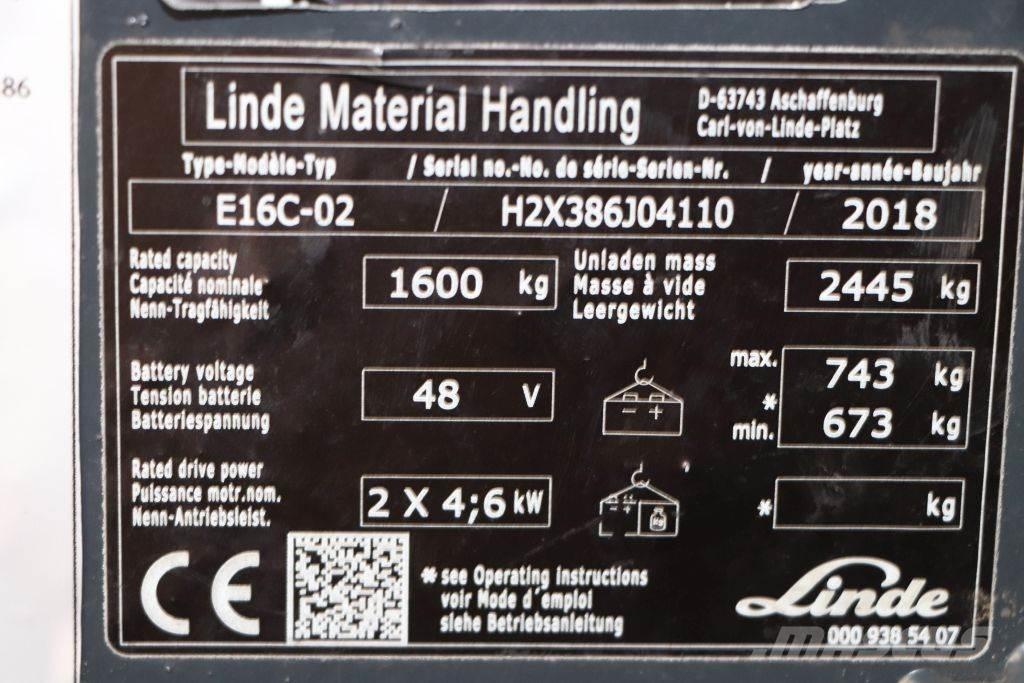 86
Linde Material Handling
D-63743 Aschaffenburg
Carl-von-Linde-Platz
Type-Modèle-Typ / Serial no.-No. de série-Serien-Nr. / year-année-Baujahr
E16C-02 / H2X386J04110 / 2018
Rated capacity
Capacité nominale
Nenn-Tragfähigkeit
1600 kg
Unladen mass
Masse à vide
Leergewicht
2445 kg
Battery voltage
Tension batterie
Batteriespannung
48 V
- +
max. 743 kg
*
min. 673 kg
Rated drive power
Puissance motr.nom.
Nenn-Antriebsleist.
2 X 4;6 kW
- +
kg
* kg
CE
* see Operating instructions
voir Mode d'emploi
siehe Betriebsanleitung
Linde
000 938 54 07
MASCUS